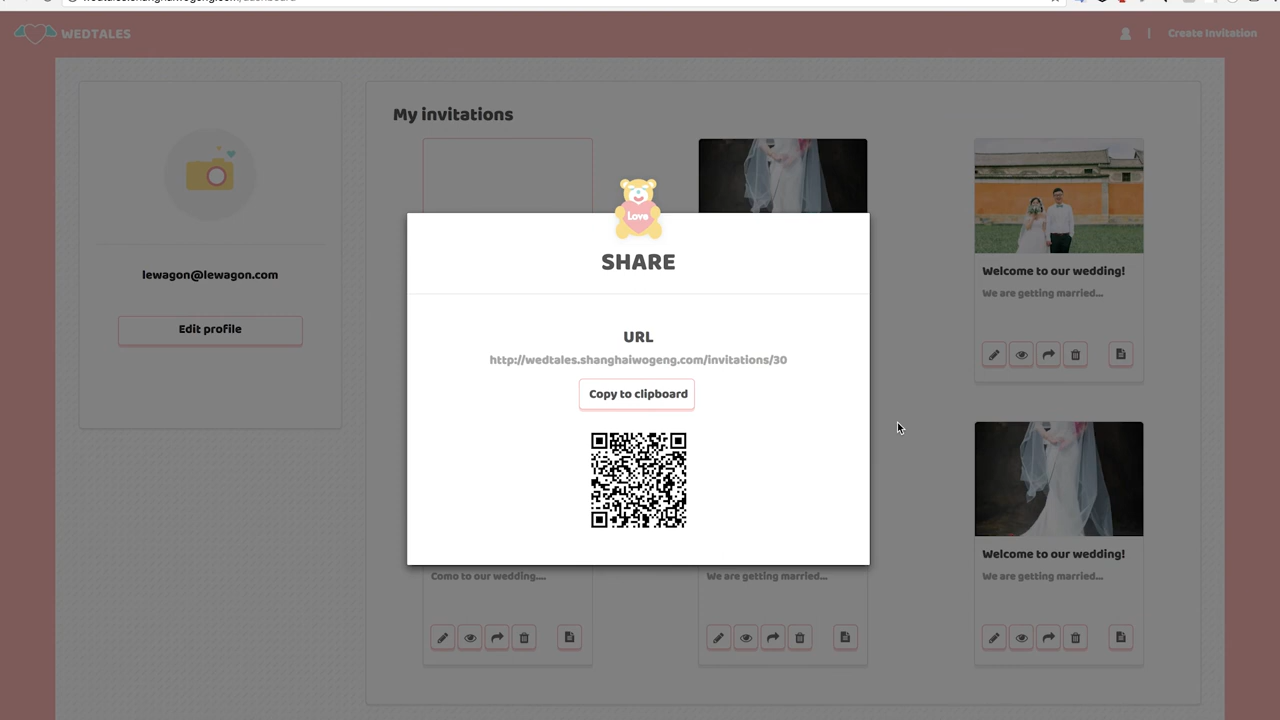 WEDTALES
|
Create Invitation
My invitations
lewagon@lewagon.com
Edit profile
Love
SHARE
URL
http://wedtales.shanghaiwogeng.com/invitations/30
Copy to clipboard
Welcome to our wedding!
We are getting married...
Welcome to our wedding!
We are getting married...
Como to our wedding....
We are getting married...